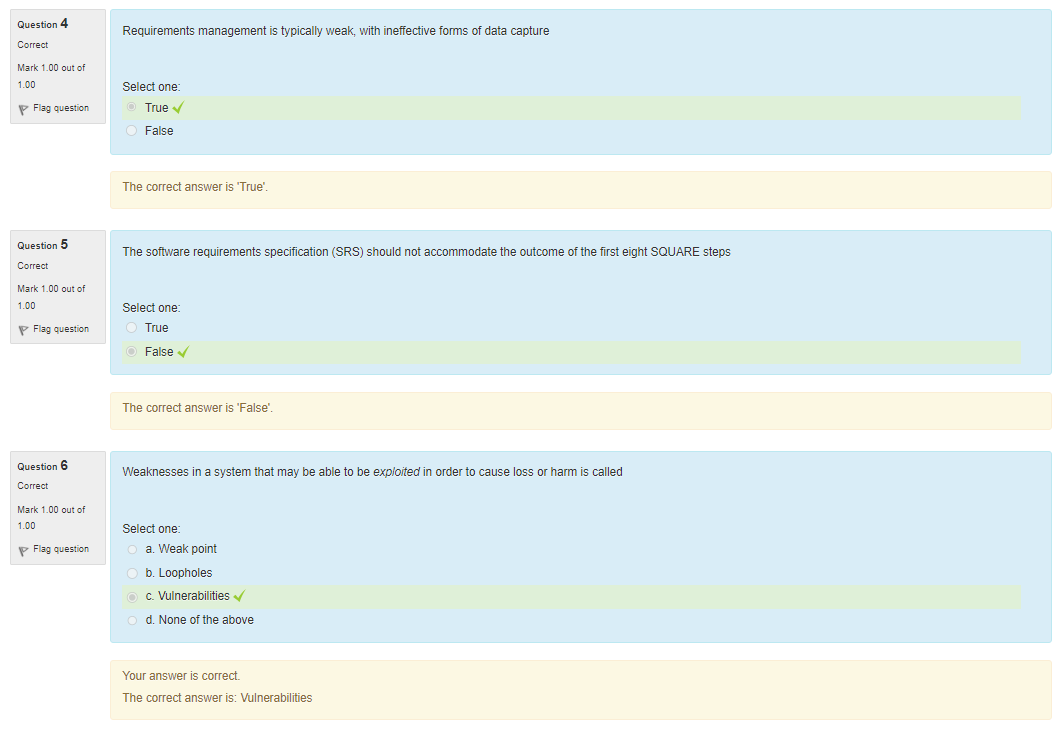 Question 4
Correct
Mark 1.00 out of
1.00
Flag question
Requirements management is typically weak, with ineffective forms of data capture
Select one:
True
False
The correct answer is 'True'.
Question 5
Correct
Mark 1.00 out of
1.00
Flag question
The software requirements specification (SRS) should not accommodate the outcome of the first eight SQUARE steps
Select one:
True
False
The correct answer is 'False'.
Question 6
Correct
Mark 1.00 out of
1.00
Flag question
Weaknesses in a system that may be able to be exploited in order to cause loss or harm is called
Select one:
a. Weak point
b. Loopholes
c. Vulnerabilities
d. None of the above
Your answer is correct.
The correct answer is: Vulnerabilities